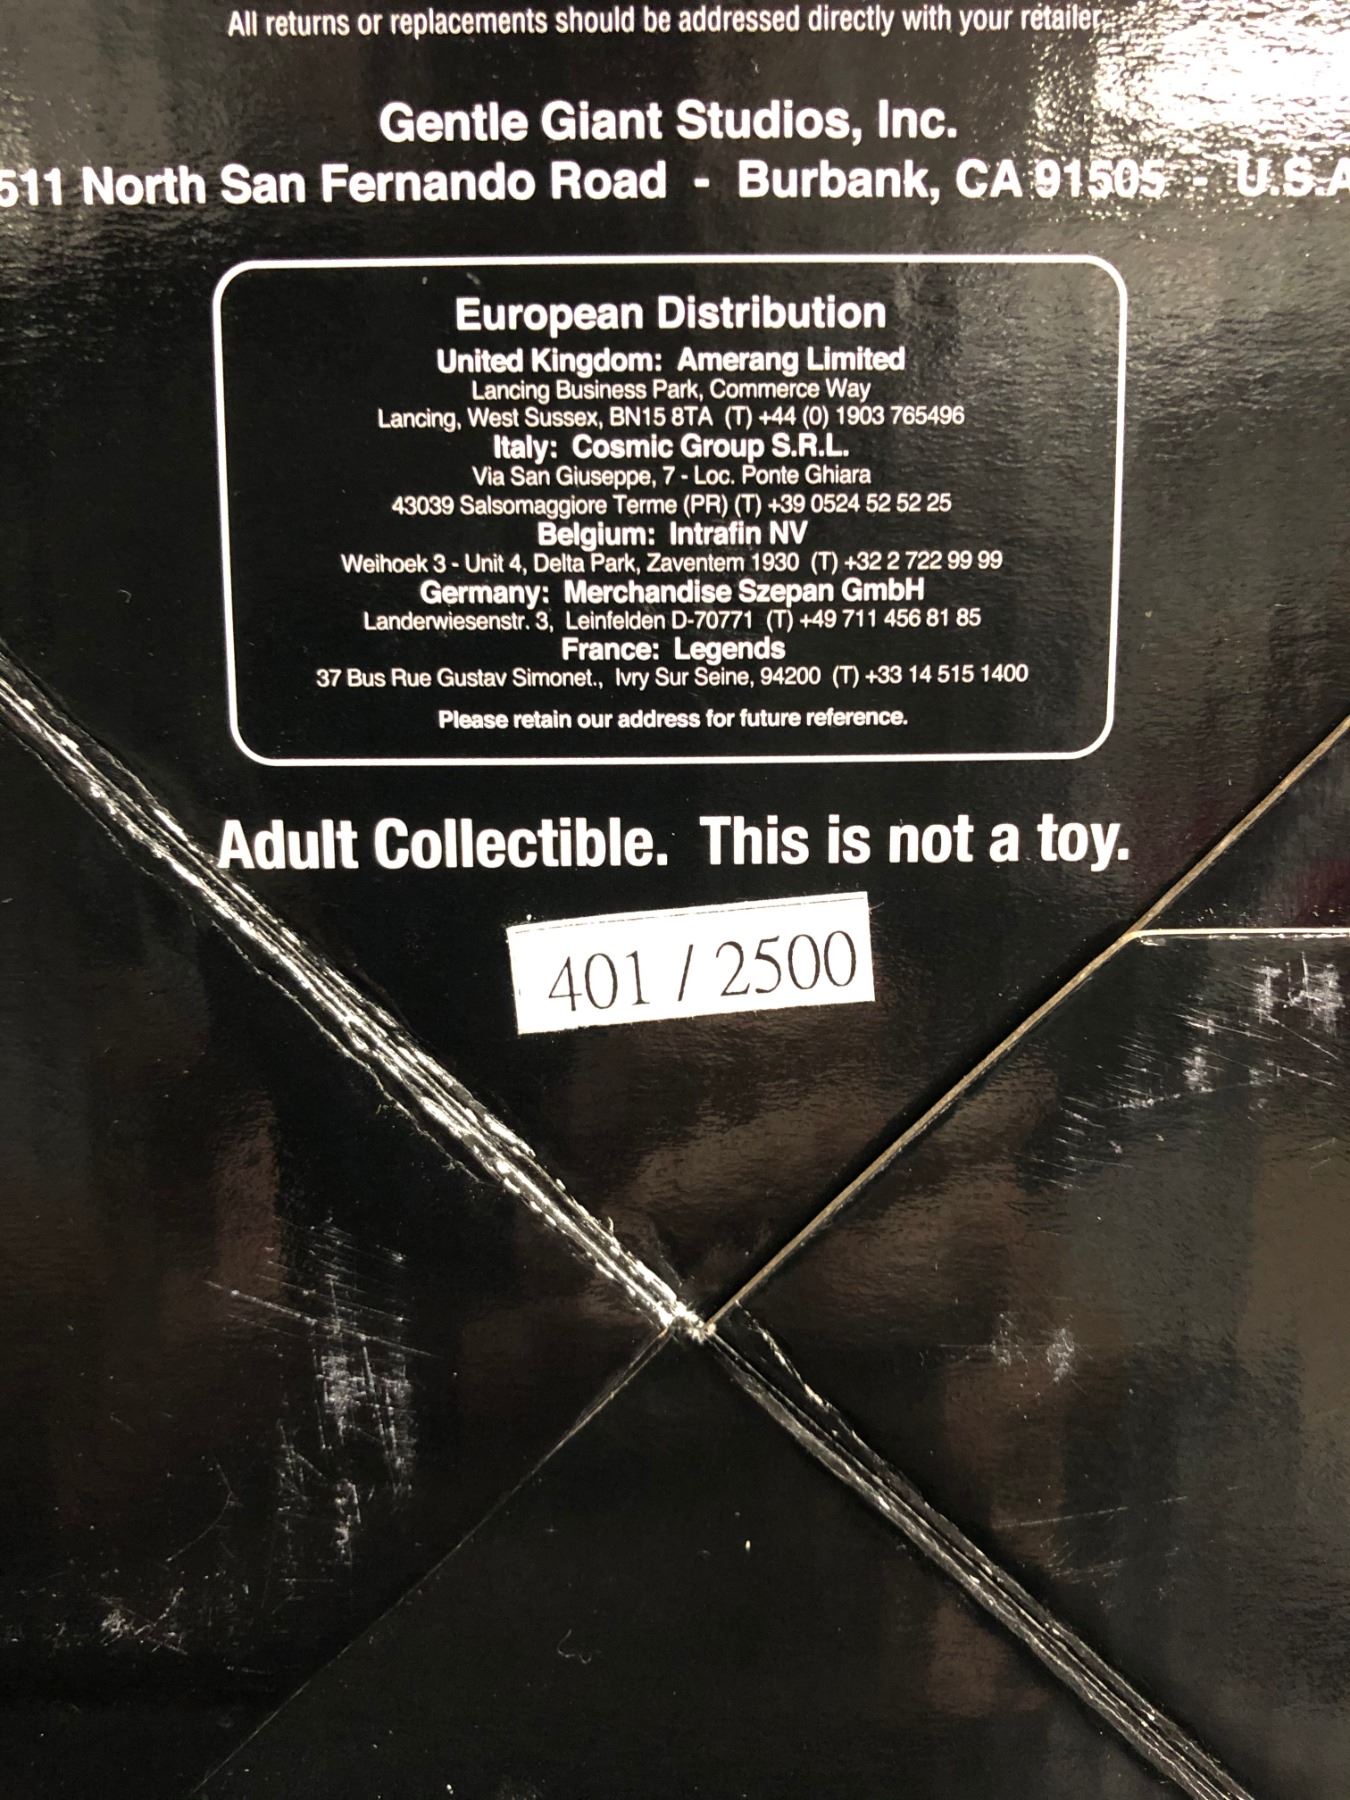 All returns or replacements should be addressed directly with your retailer.
Gentle Giant Studios, Inc.
511 North San Fernando Road - Burbank, CA 91505 - U.S.A
European Distribution
United Kingdom: Amerang Limited
Lancing Business Park, Commerce Way
Lancing, West Sussex, BN15 8TA (T) +44 (0) 1903 765496
Italy: Cosmic Group S.R.L.
Via San Giuseppe, 7 - Loc. Ponte Ghiara
43039 Salsomaggiore Terme (PR) (T) +39 0524 52 52 25
Belgium: Intrafin NV
Weihoek 3 - Unit 4, Delta Park, Zaventem 1930 (T) +32 2 722 99 99
Germany: Merchandise Szepan GmbH
Landerwiesenstr. 3, Leinfelden D-70771 (T) +49 711 456 81 85
France: Legends
37 Bus Rue Gustav Simonet., Ivry Sur Seine, 94200 (T) +33 14 515 1400
Please retain our address for future reference.
Adult Collectible. This is not a toy.
401 / 2500